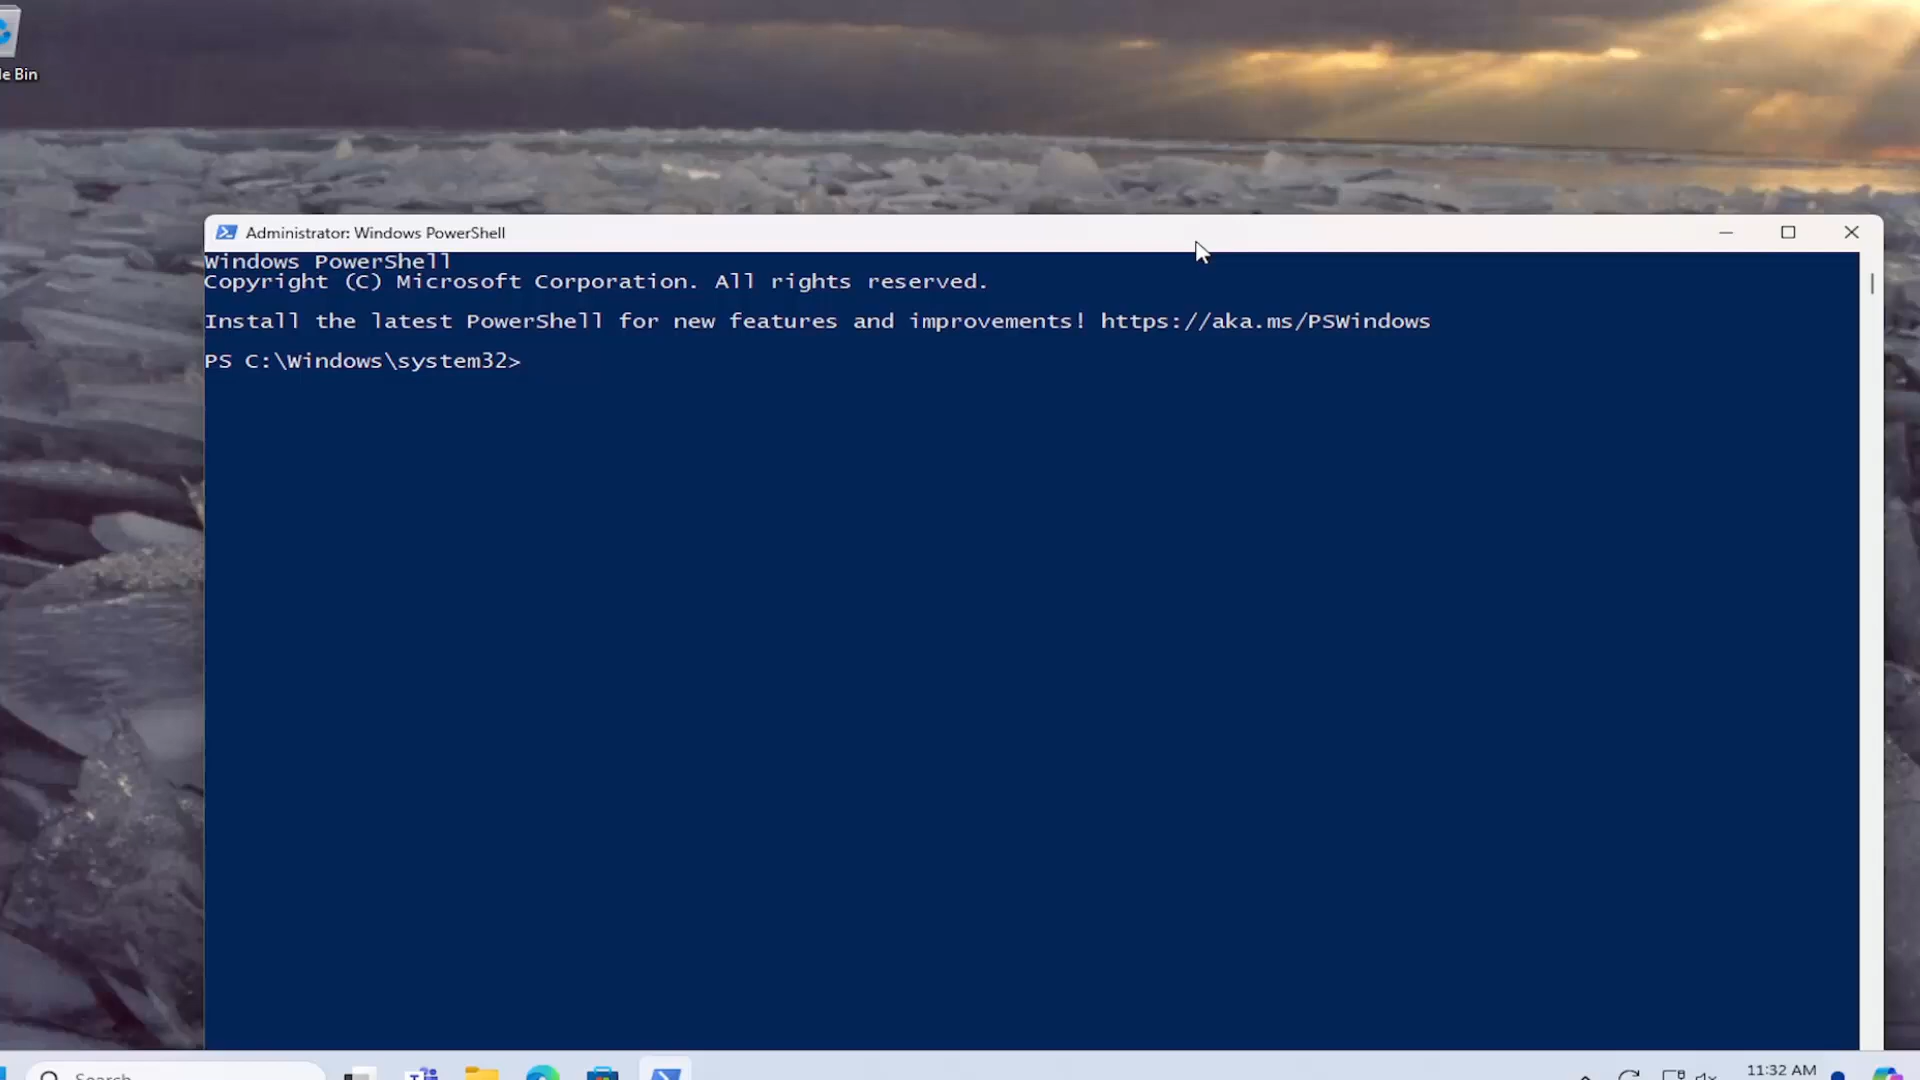 le Bin
Administrator: Windows PowerShell
Windows PowerShell
Copyright (C) Microsoft Corporation. All rights reserved.
Install the latest PowerShell for new features and improvements! https://aka.ms/PSWindows
PS C:\Windows\system32>
Search
11:32 AM